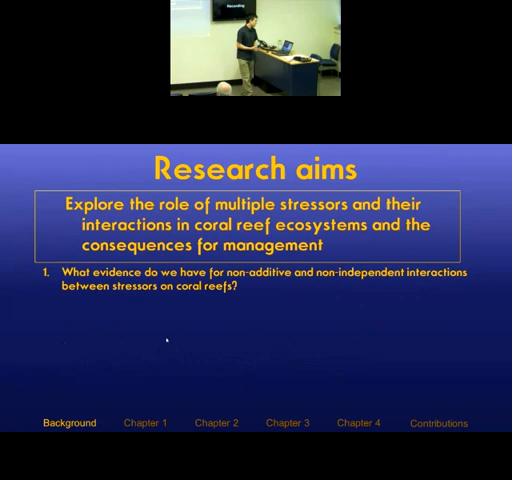 Recording
Research aims
Explore the role of multiple stressors and their
interactions in coral reef ecosystems and the
consequences for management
1. What evidence do we have for non-additive and non-independent interactions
between stressors on coral reefs?
Background Chapter 1 Chapter 2 Chapter 3 Chapter 4 Contributions